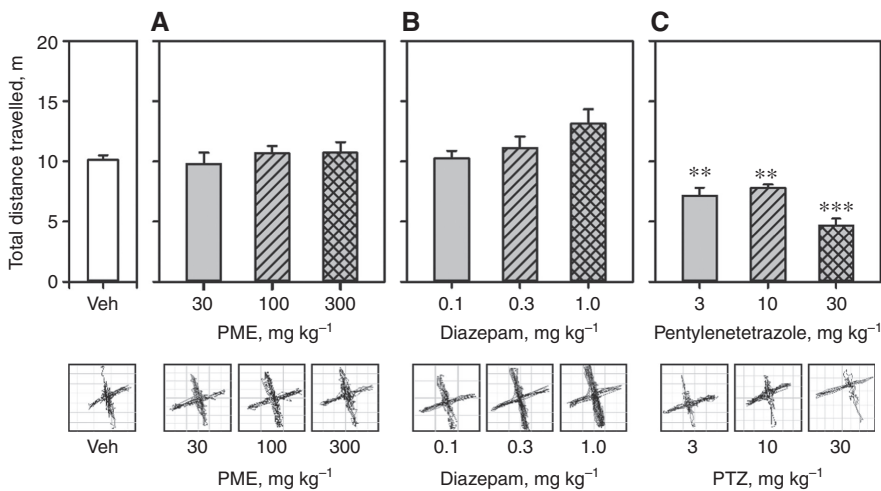 A B C
Total distance travelled, m
20
15
10
5
0
** ** ***
Veh 30 100 300 0.1 0.3 1.0 3 10 30
PME, mg kg⁻¹ Diazepam, mg kg⁻¹ Pentylenetetrazole, mg kg⁻¹
Veh 30 100 300 0.1 0.3 1.0 3 10 30
PME, mg kg⁻¹ Diazepam, mg kg⁻¹ PTZ, mg kg⁻¹